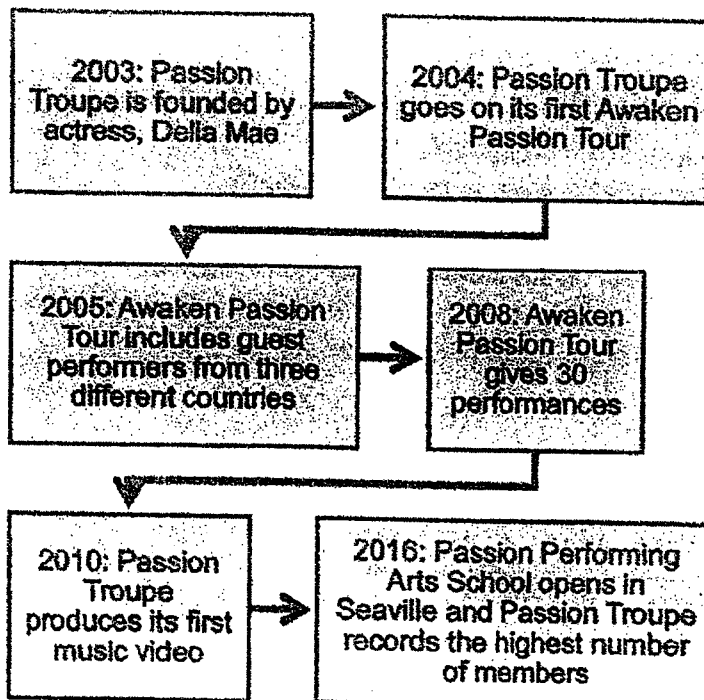 2003: Passion
Troupe is founded by
actress, Della Mae
2004: Passion Troupe
goes on its first Awaken
Passion Tour
2005: Awaken Passion
Tour includes guest
performers from three
different countries
2008: Awaken
Passion Tour
gives 30
performances
2010: Passion
Troupe
produces its first
music video
2016: Passion Performing
Arts School opens in
Seaville and Passion Troupe
records the highest number
of members